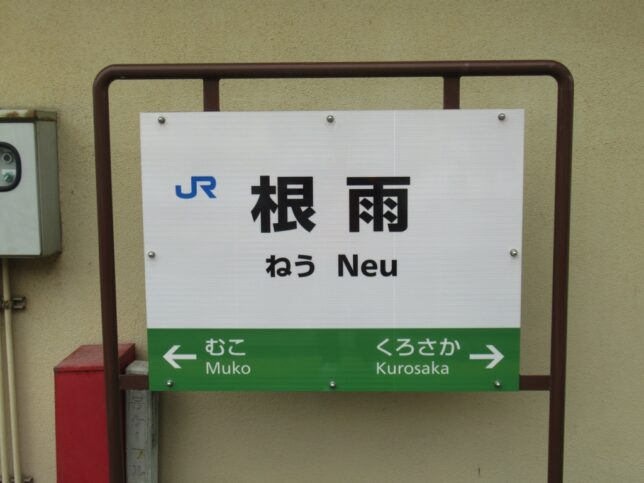 JR 根雨
ねう Neu
← むこ くろさか →
Muko Kurosaka